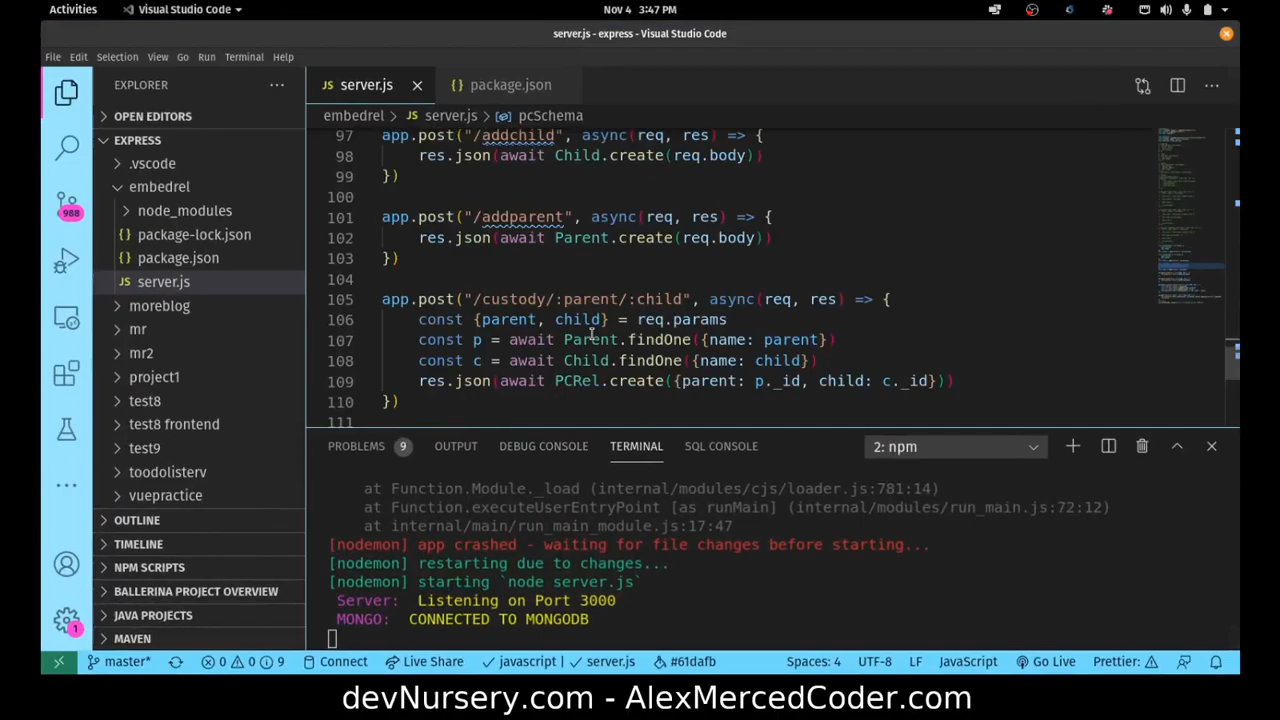 Activities
Visual Studio Code
Nov 4 3:47 PM
server.js - express - Visual Studio Code
File Edit Selection View Go Run Terminal Help
EXPLORER
JS server.js
{} package.json
OPEN EDITORS
embedrel > JS server.js > pcSchema
EXPRESS
.vscode
embedrel
node_modules
{} package-lock.json
{} package.json
JS server.js
moreblog
mr
mr2
project1
test8
test8 frontend
test9
toodolisterv
vuepractice
OUTLINE
TIMELINE
NPM SCRIPTS
BALLERINA PROJECT OVERVIEW
JAVA PROJECTS
MAVEN
988
1
97 app.post("/addchild", async(req, res) => {
98 res.json(await Child.create(req.body))
99 })
100
101 app.post("/addparent", async(req, res) => {
102 res.json(await Parent.create(req.body))
103 })
104
105 app.post("/custody/:parent/:child", async(req, res) => {
106 const {parent, child} = req.params
107 const p = await Parent.findOne({name: parent})
108 const c = await Child.findOne({name: child})
109 res.json(await PCRel.create({parent: p._id, child: c._id}))
110 })
111
PROBLEMS 9 OUTPUT DEBUG CONSOLE TERMINAL SQL CONSOLE 2: npm
at Function.Module._load (internal/modules/cjs/loader.js:781:14)
at Function.executeUserEntryPoint [as runMain] (internal/modules/run_main.js:72:12)
at internal/main/run_main_module.js:17:47
[nodemon] app crashed - waiting for file changes before starting...
[nodemon] restarting due to changes...
[nodemon] starting `node server.js`
Server: Listening on Port 3000
MONGO: CONNECTED TO MONGODB
master* 0 0 9 Connect Live Share javascript | server.js #61dafb Spaces: 4 UTF-8 LF JavaScript Go Live Prettier:
devNursery.com - AlexMercedCoder.com